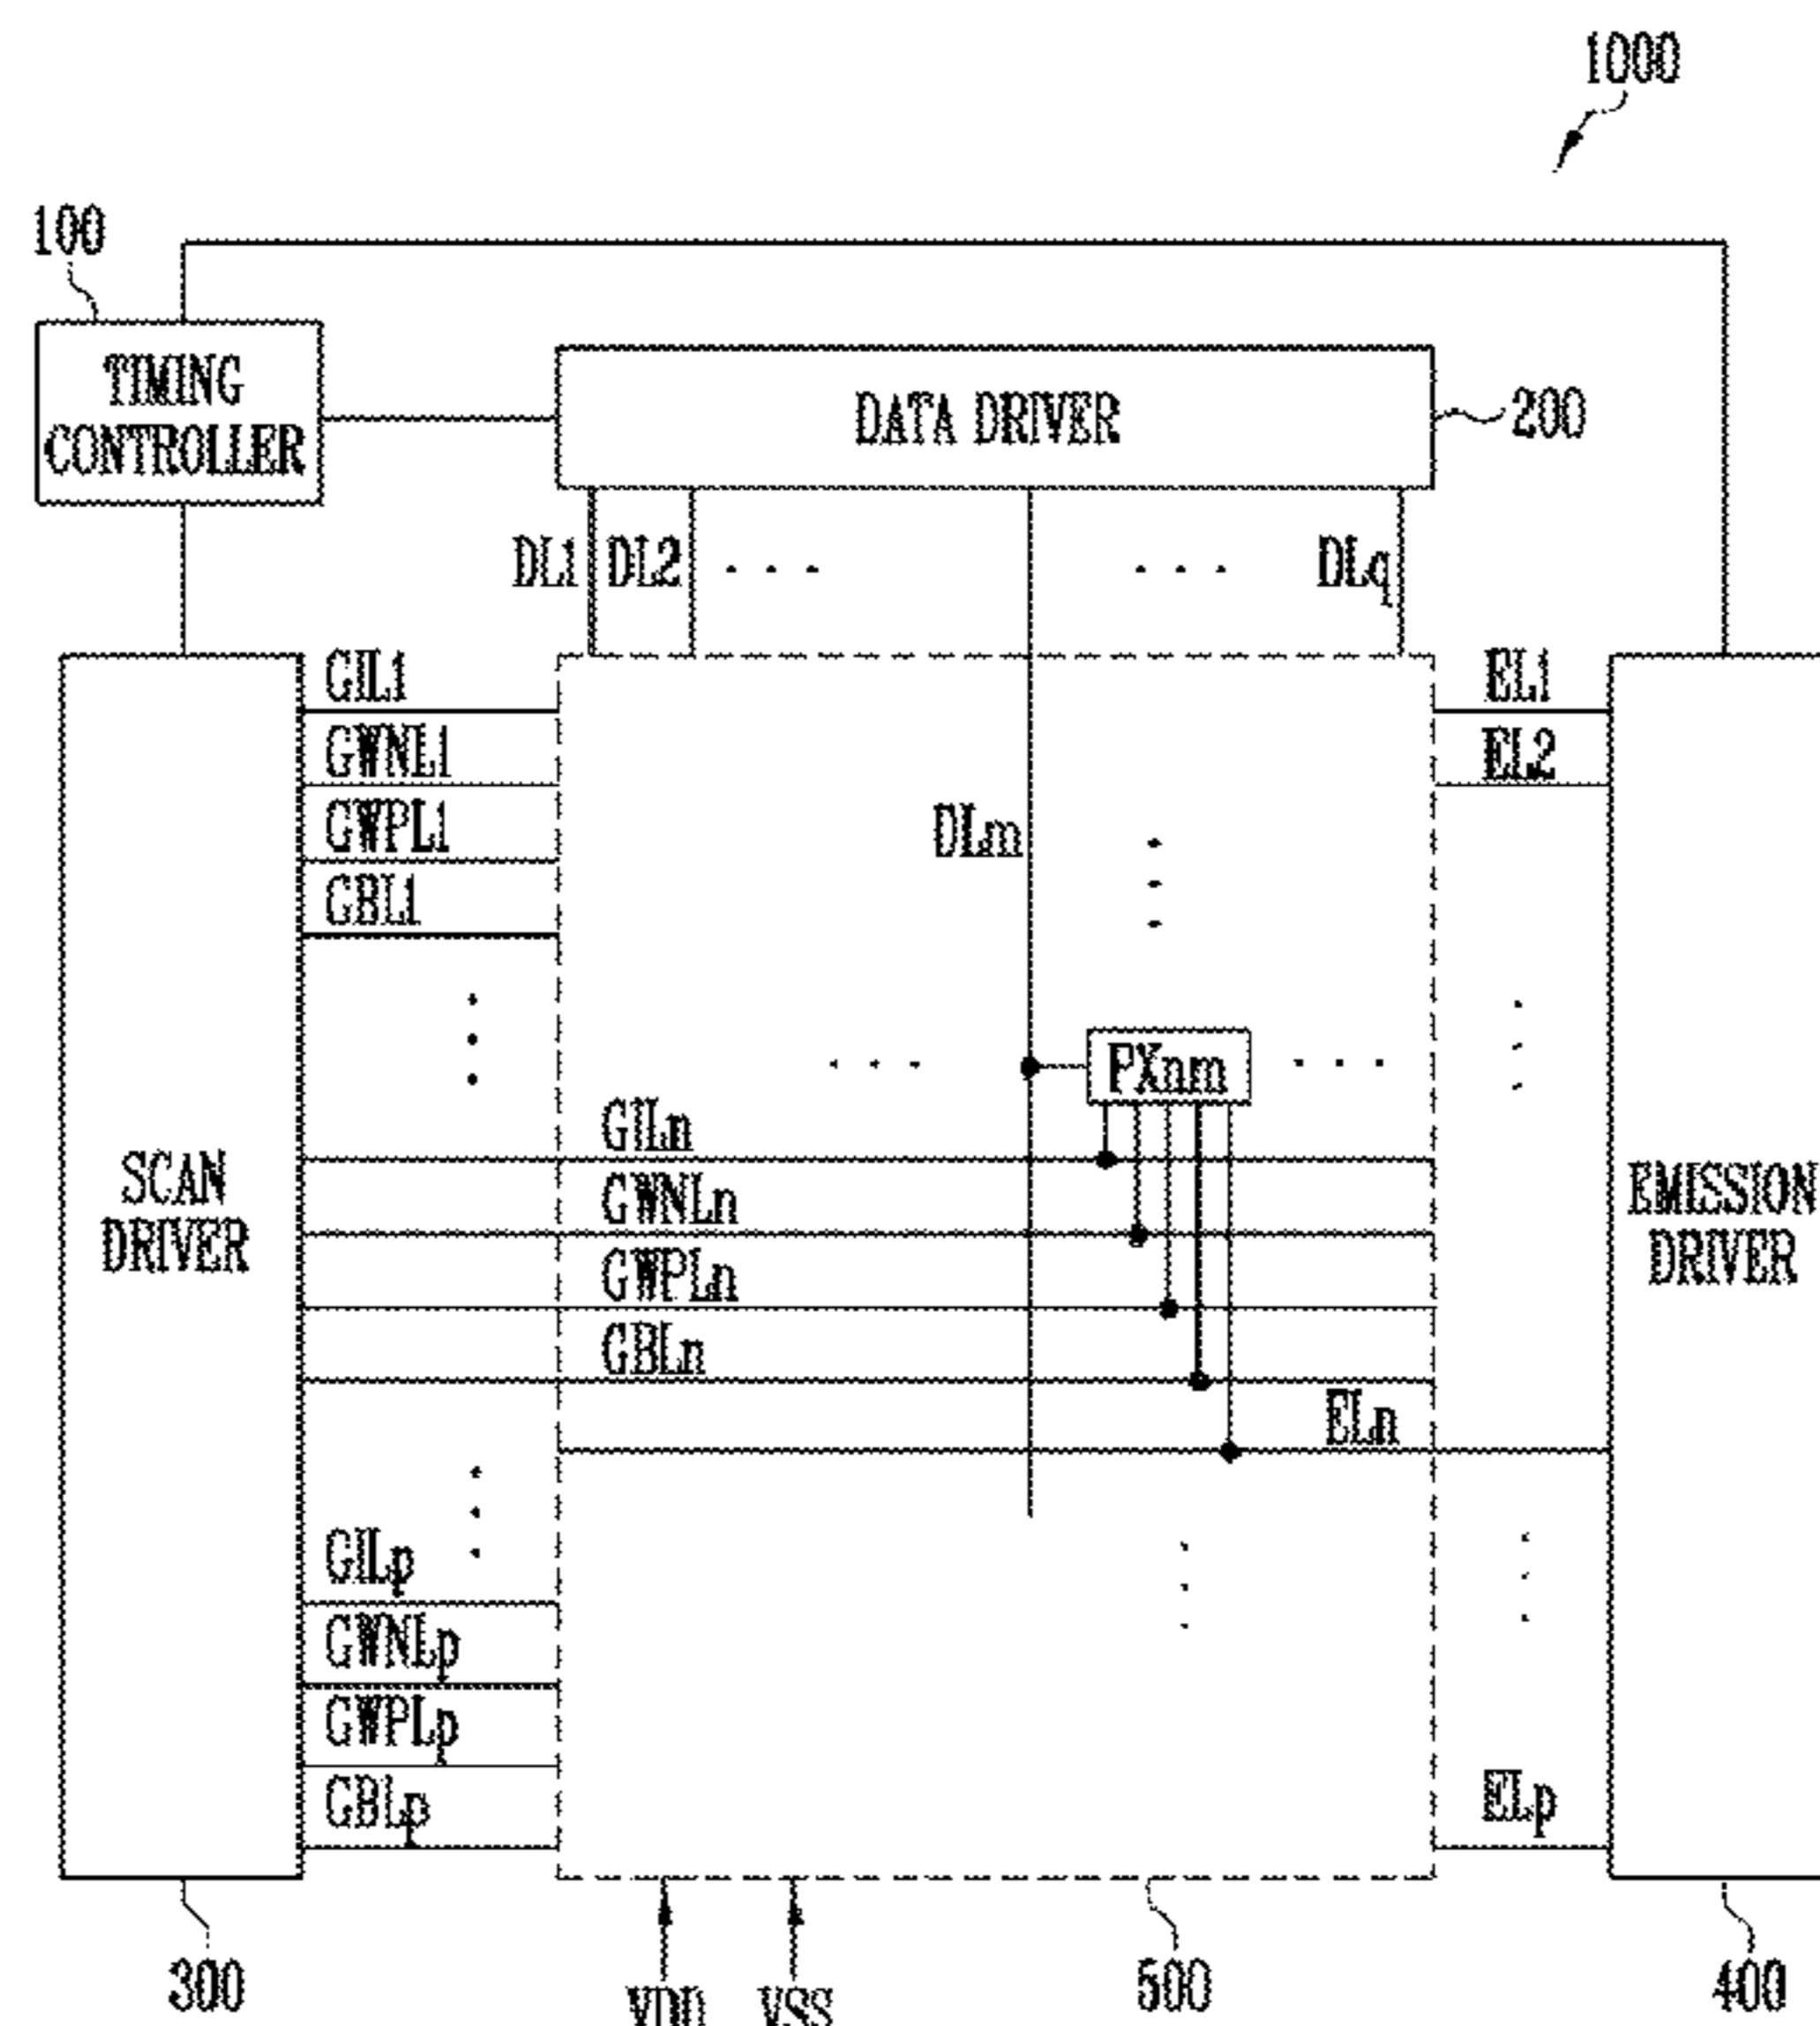 1000
100
TIMING
CONTROLLER
DATA DRIVER
200
DL1
DL2
DLq
GIL1
EL1
GWNL1
EL2
GWPL1
DLm
GBL1
PXnm
GILn
SCAN
DRIVER
GWNLn
EMISSION
DRIVER
GWPLn
GBLn
ELn
GILp
GWNLp
GWPLp
GBLp
ELp
300
VDD
VSS
500
400